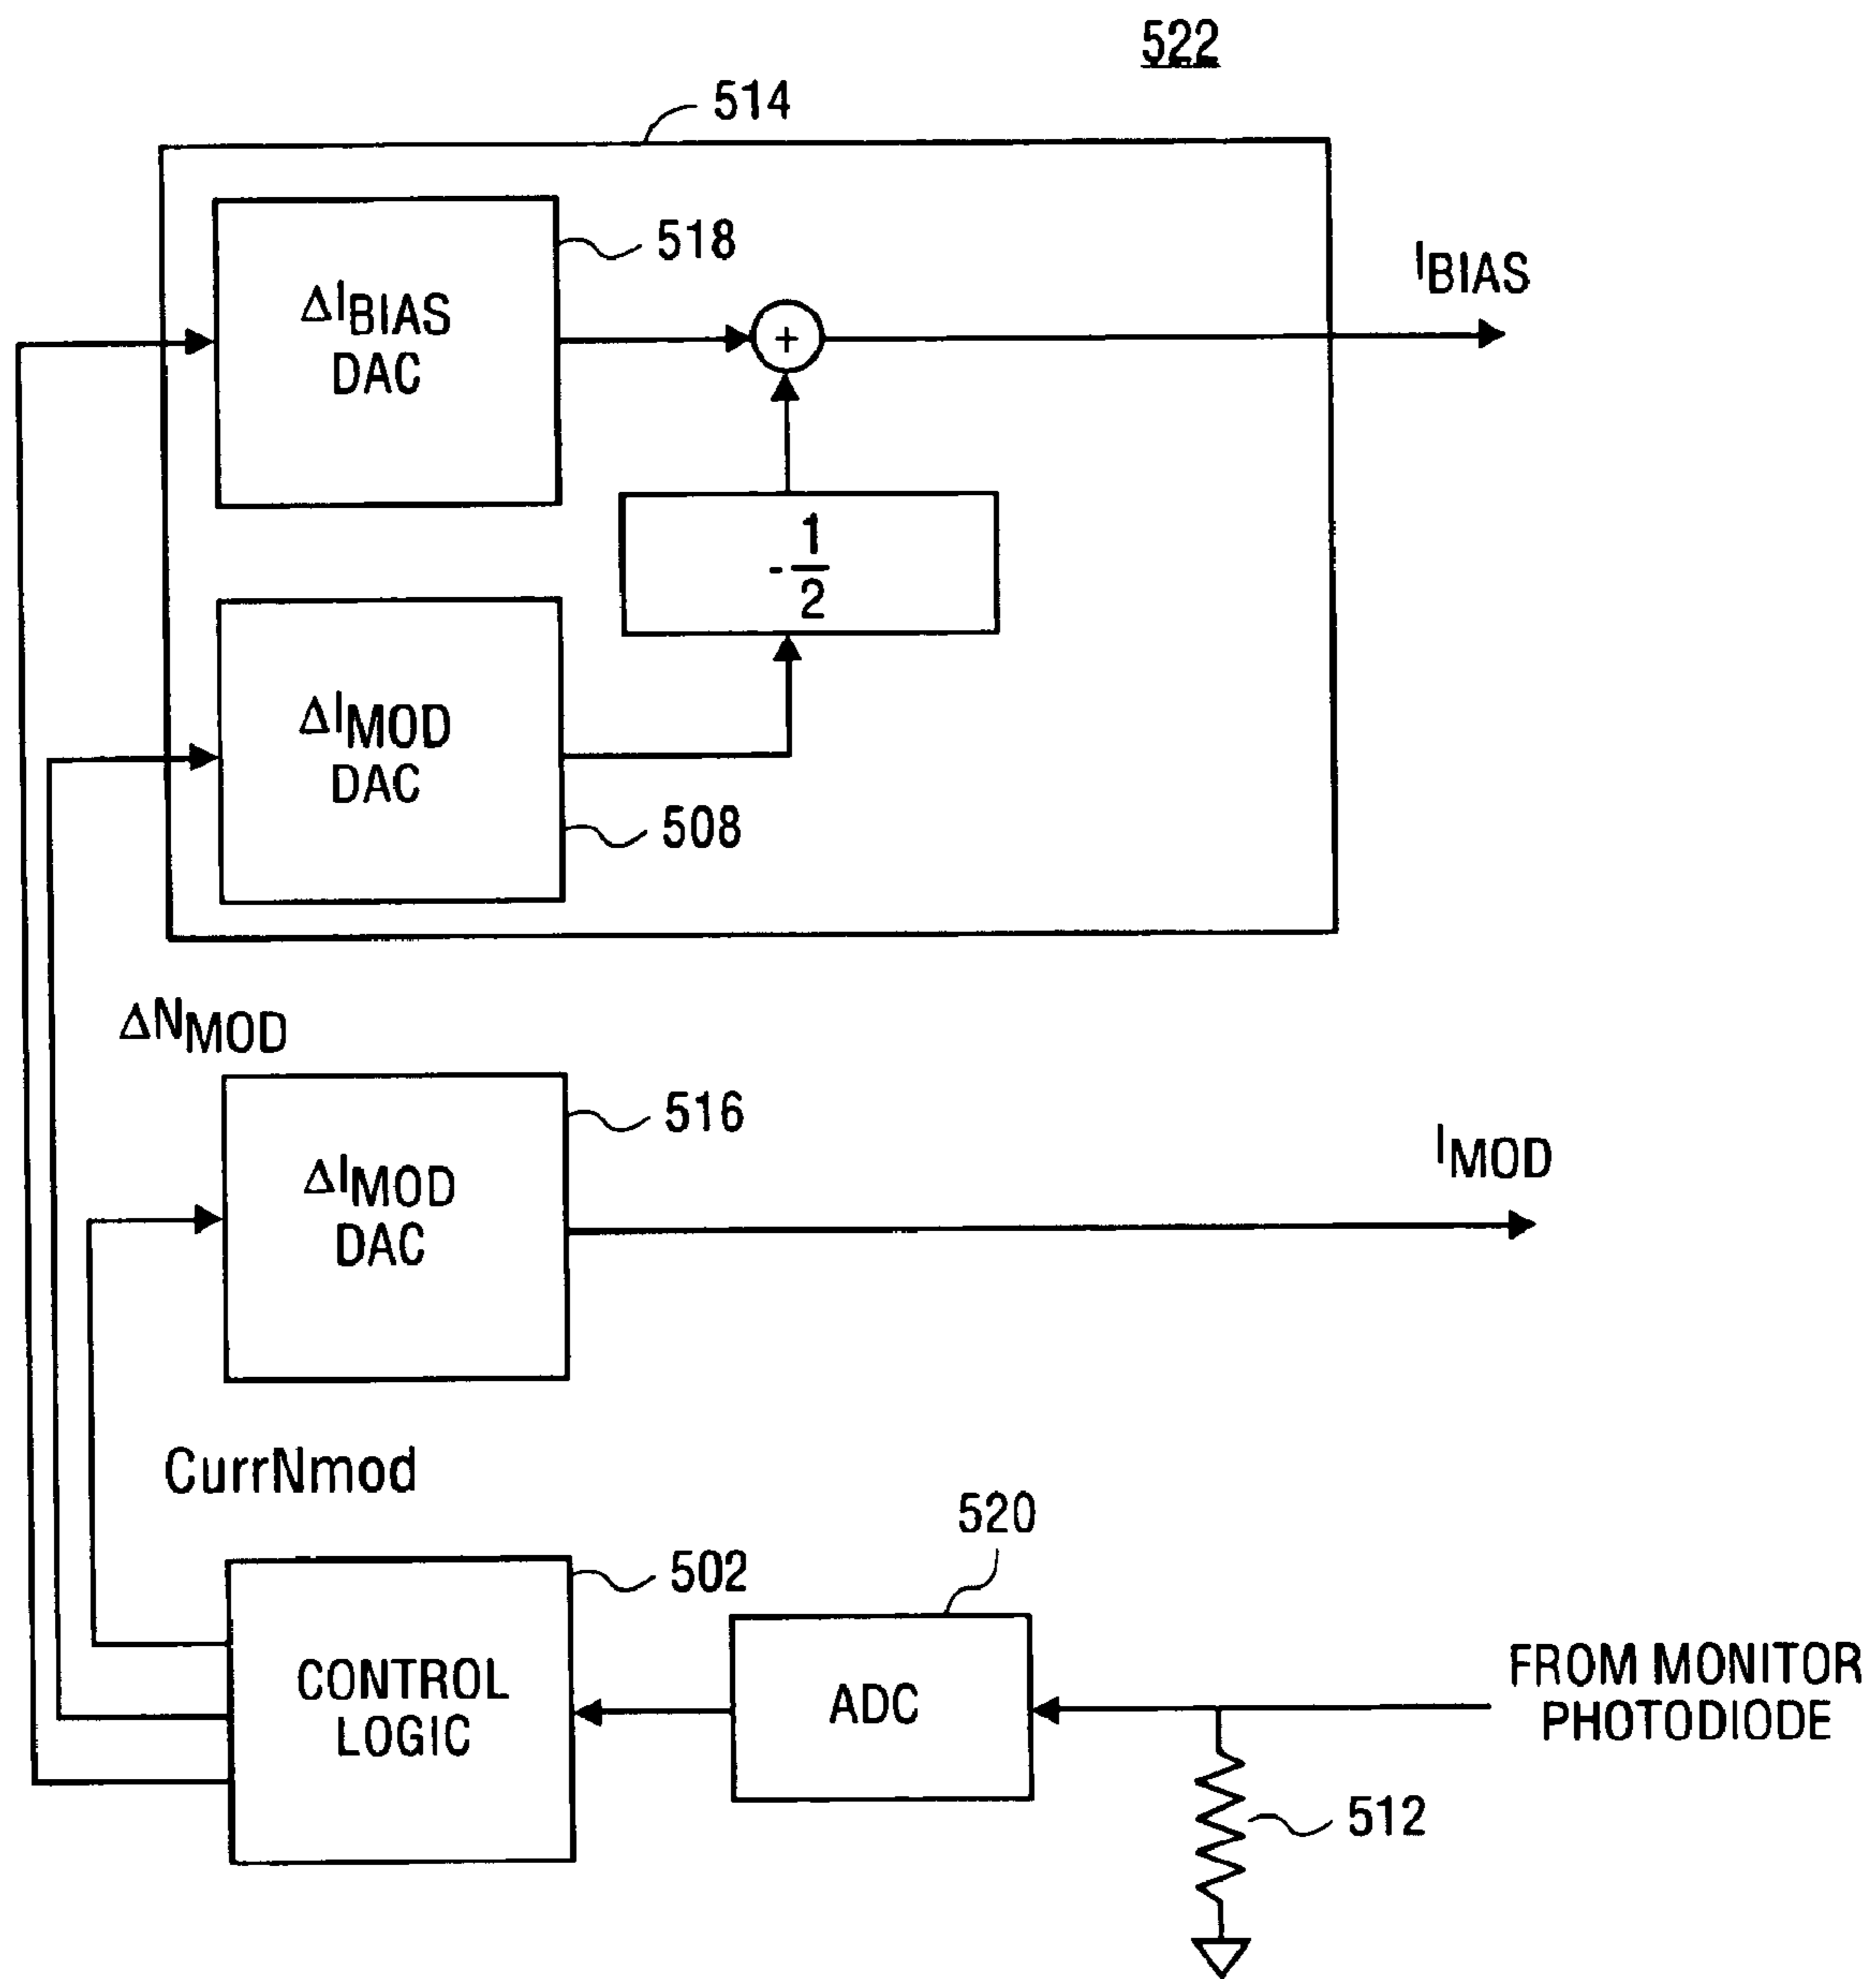 522
514
518
ΔIBIAS
DAC
IBIAS
+
-1/2
ΔIMOD
DAC
508
ΔNMOD
516
ΔIMOD
DAC
IMOD
CurrNmod
520
502
CONTROL
LOGIC
ADC
FROM MONITOR
PHOTODIODE
512